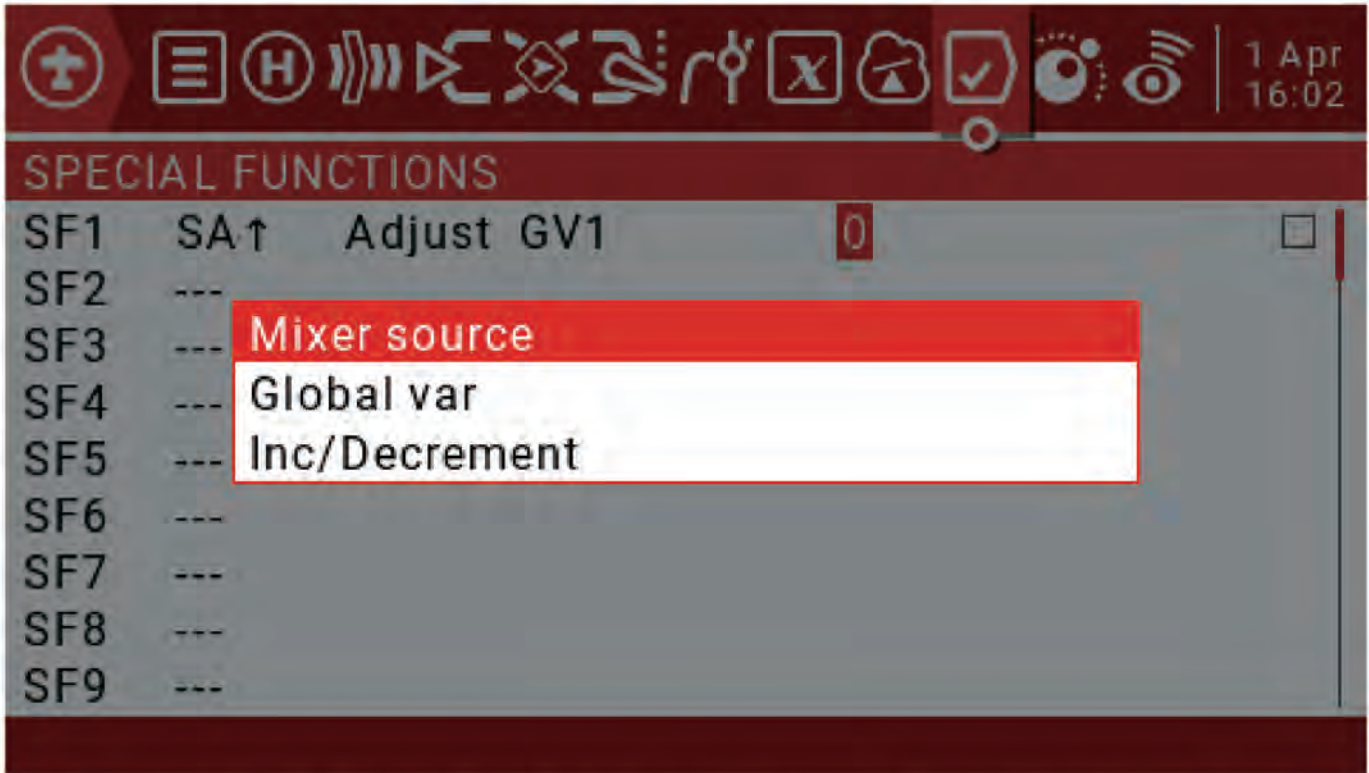 H
x
1 Apr
16:02
SPECIAL FUNCTIONS
SF1 SA↑ Adjust GV1 0
SF2 ---
Mixer source
SF3 ---
Global var
SF4 ---
Inc/Decrement
SF5 ---
SF6 ---
SF7 ---
SF8 ---
SF9 ---